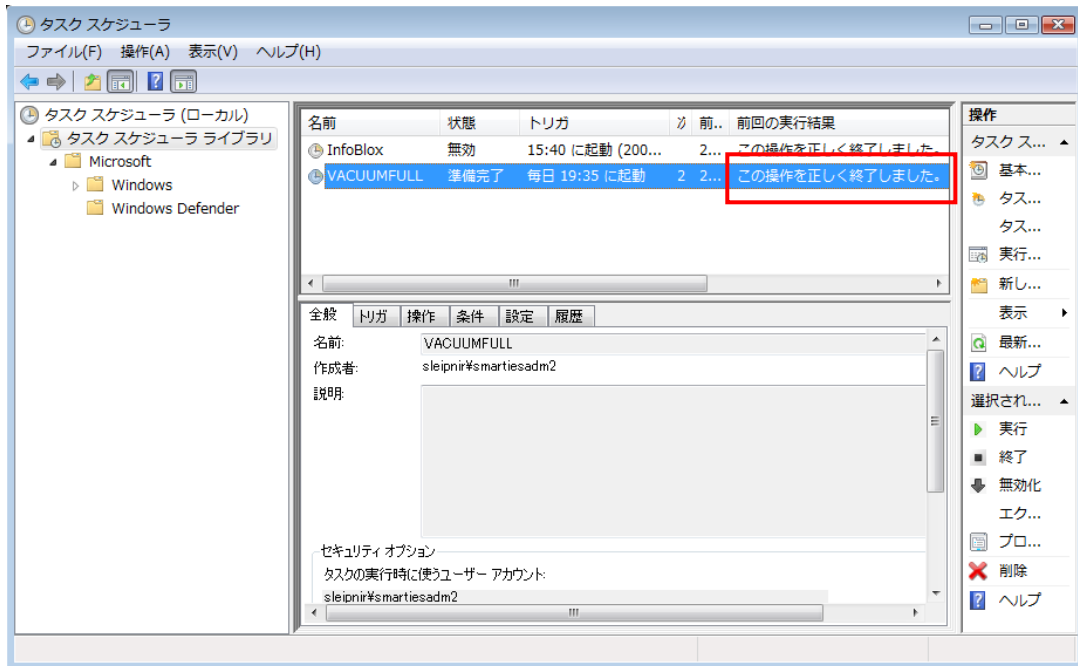 タスク スケジューラ
ファイル(F) 操作(A) 表示(V) ヘルプ(H)
タスク スケジューラ (ローカル)
タスク スケジューラ ライブラリ
Microsoft
Windows
Windows Defender
名前 状態 トリガ 次 前.. 前回の実行結果
InfoBlox 無効 15:40 に起動 (200... 2... この操作を正しく終了しました。
VACUUMFULL 準備完了 毎日 19:35 に起動 2 2... この操作を正しく終了しました。
全般 トリガ 操作 条件 設定 履歴
名前: VACUUMFULL
作成者: sleipnir¥smartiesadm2
説明:
セキュリティ オプション
タスクの実行時に使うユーザー アカウント:
sleipnir¥smartiesadm2
操作
タスク ス...
基本...
タス...
タス...
実行...
新し...
表示
最新...
ヘルプ
選択され...
実行
終了
無効化
エク...
プロ...
削除
ヘルプ